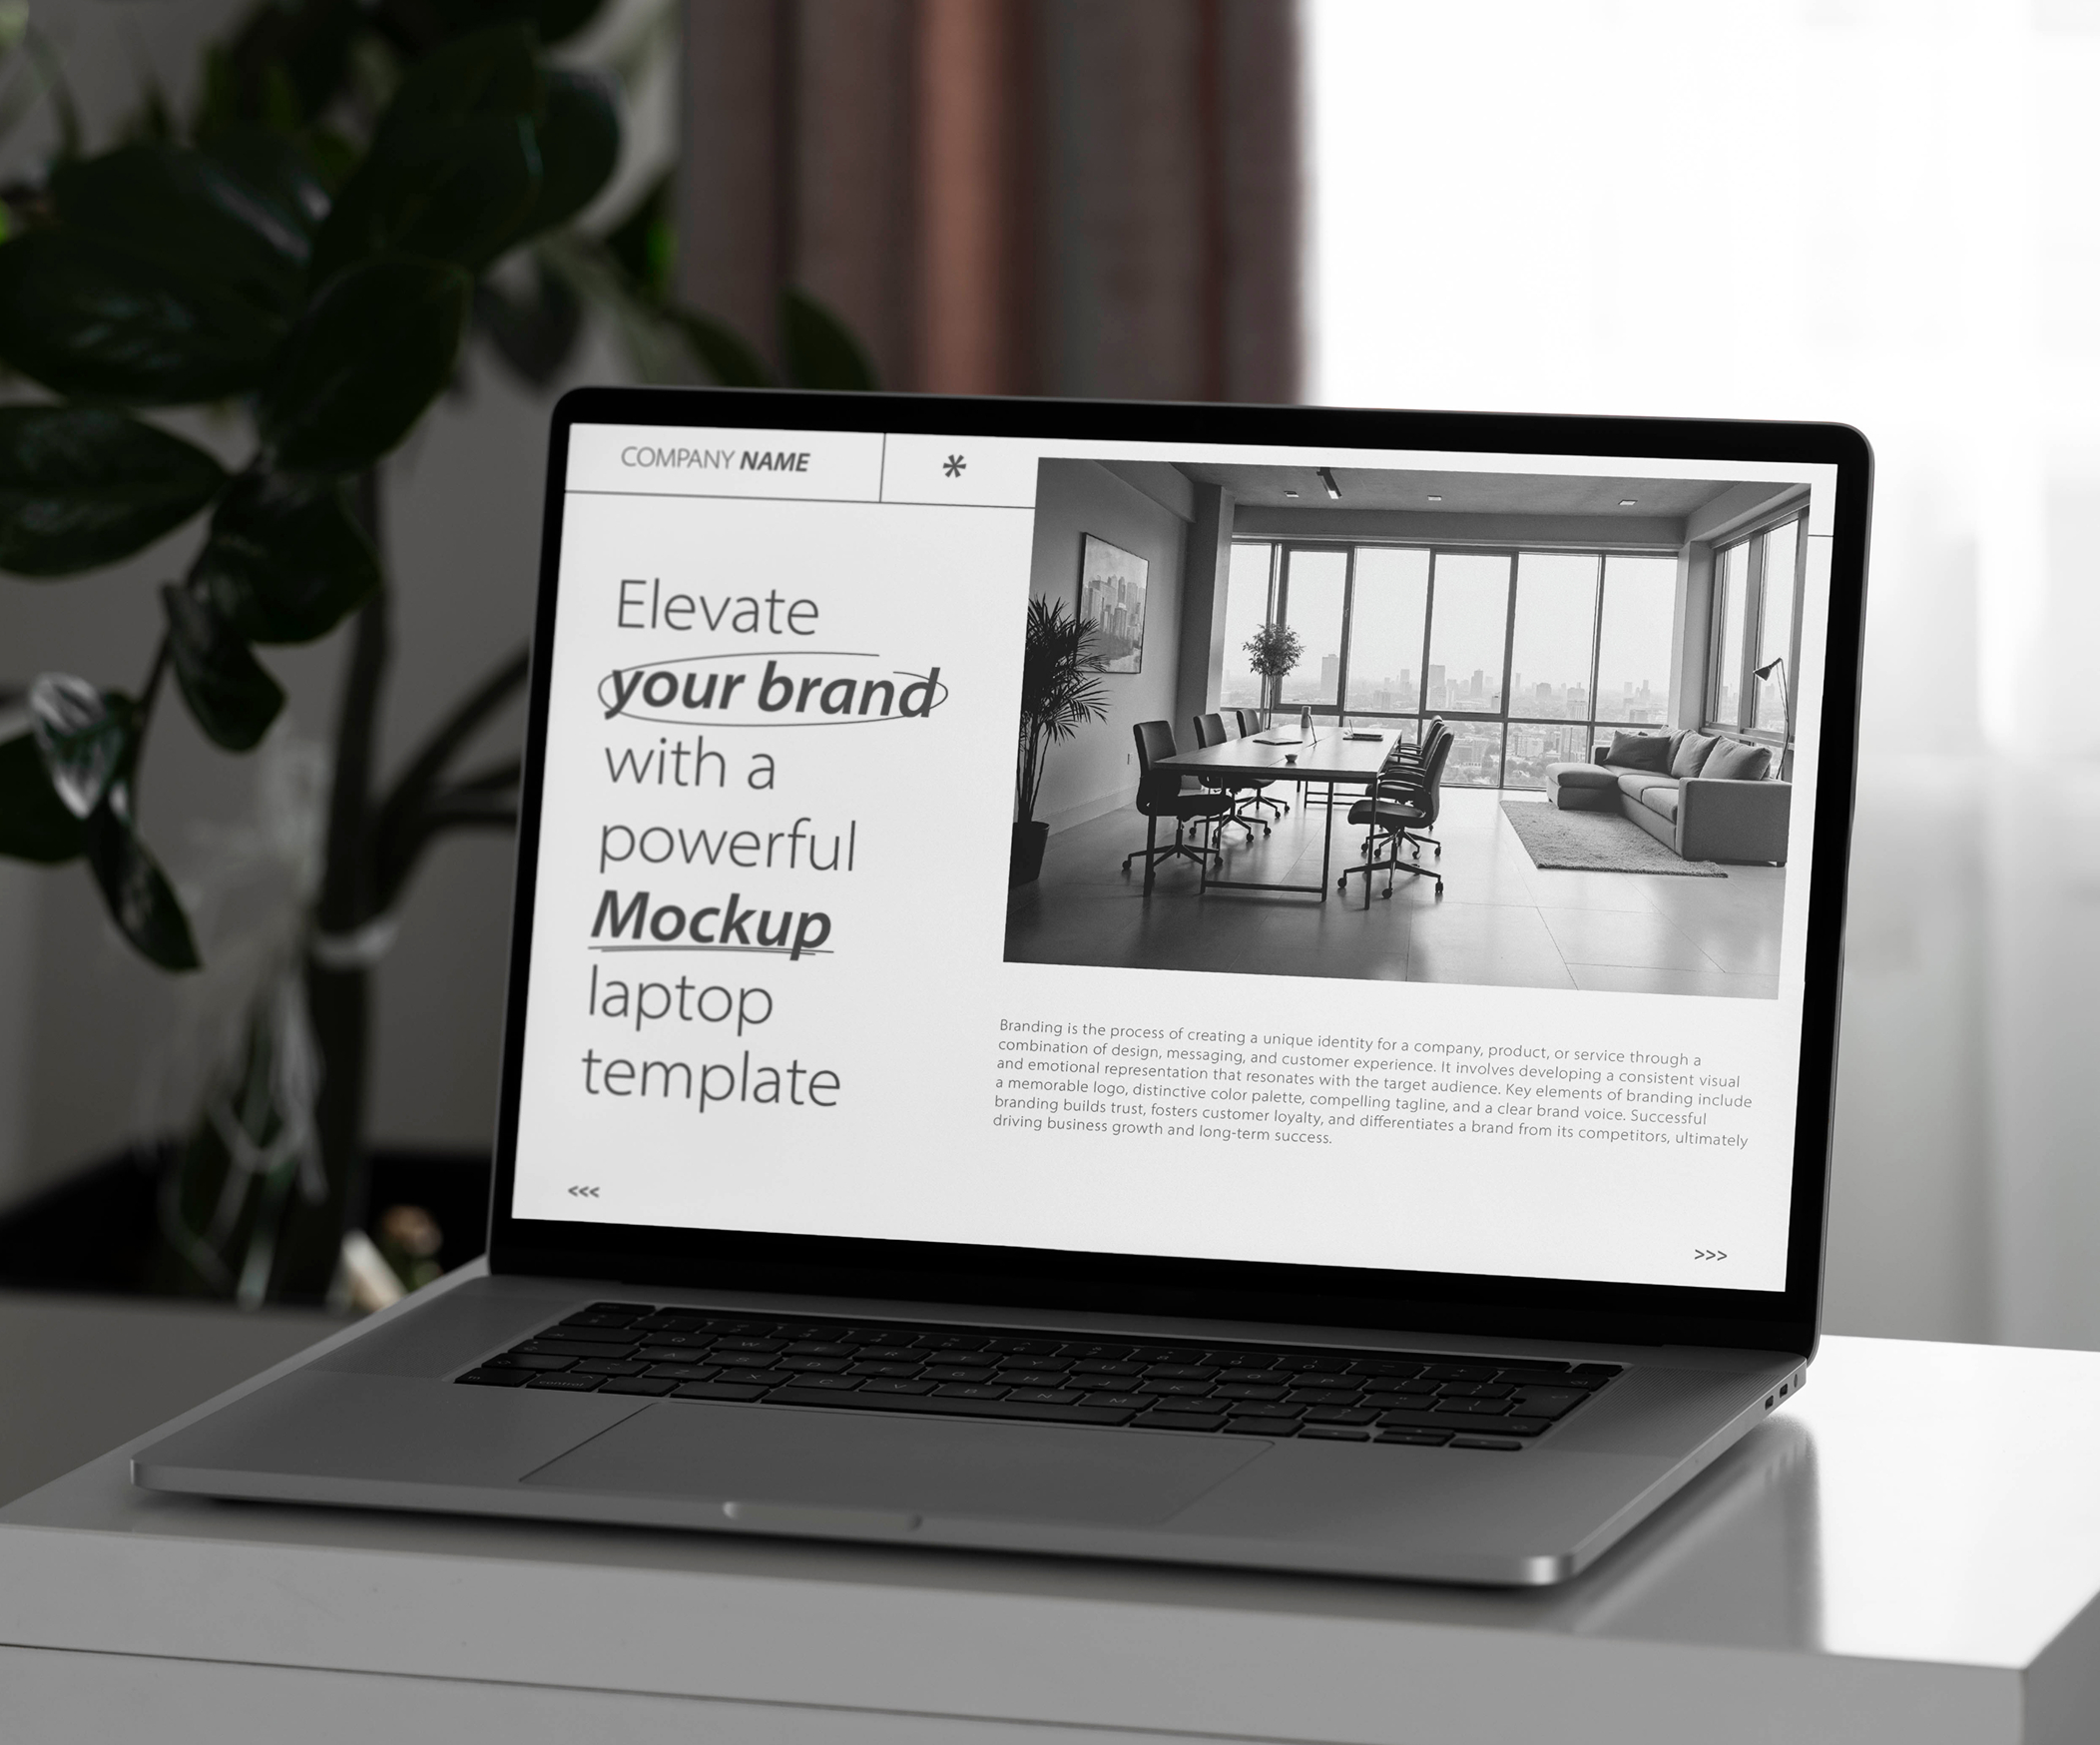 COMPANY NAME
*
Elevate
your brand
with a
powerful
Mockup
laptop
template
Branding is the process of creating a unique identity for a company, product, or service through a
combination of design, messaging, and customer experience. It involves developing a consistent visual
and emotional representation that resonates with the target audience. Key elements of branding include
a memorable logo, distinctive color palette, compelling tagline, and a clear brand voice. Successful
branding builds trust, fosters customer loyalty, and differentiates a brand from its competitors, ultimately
driving business growth and long-term success.
<<<
>>>